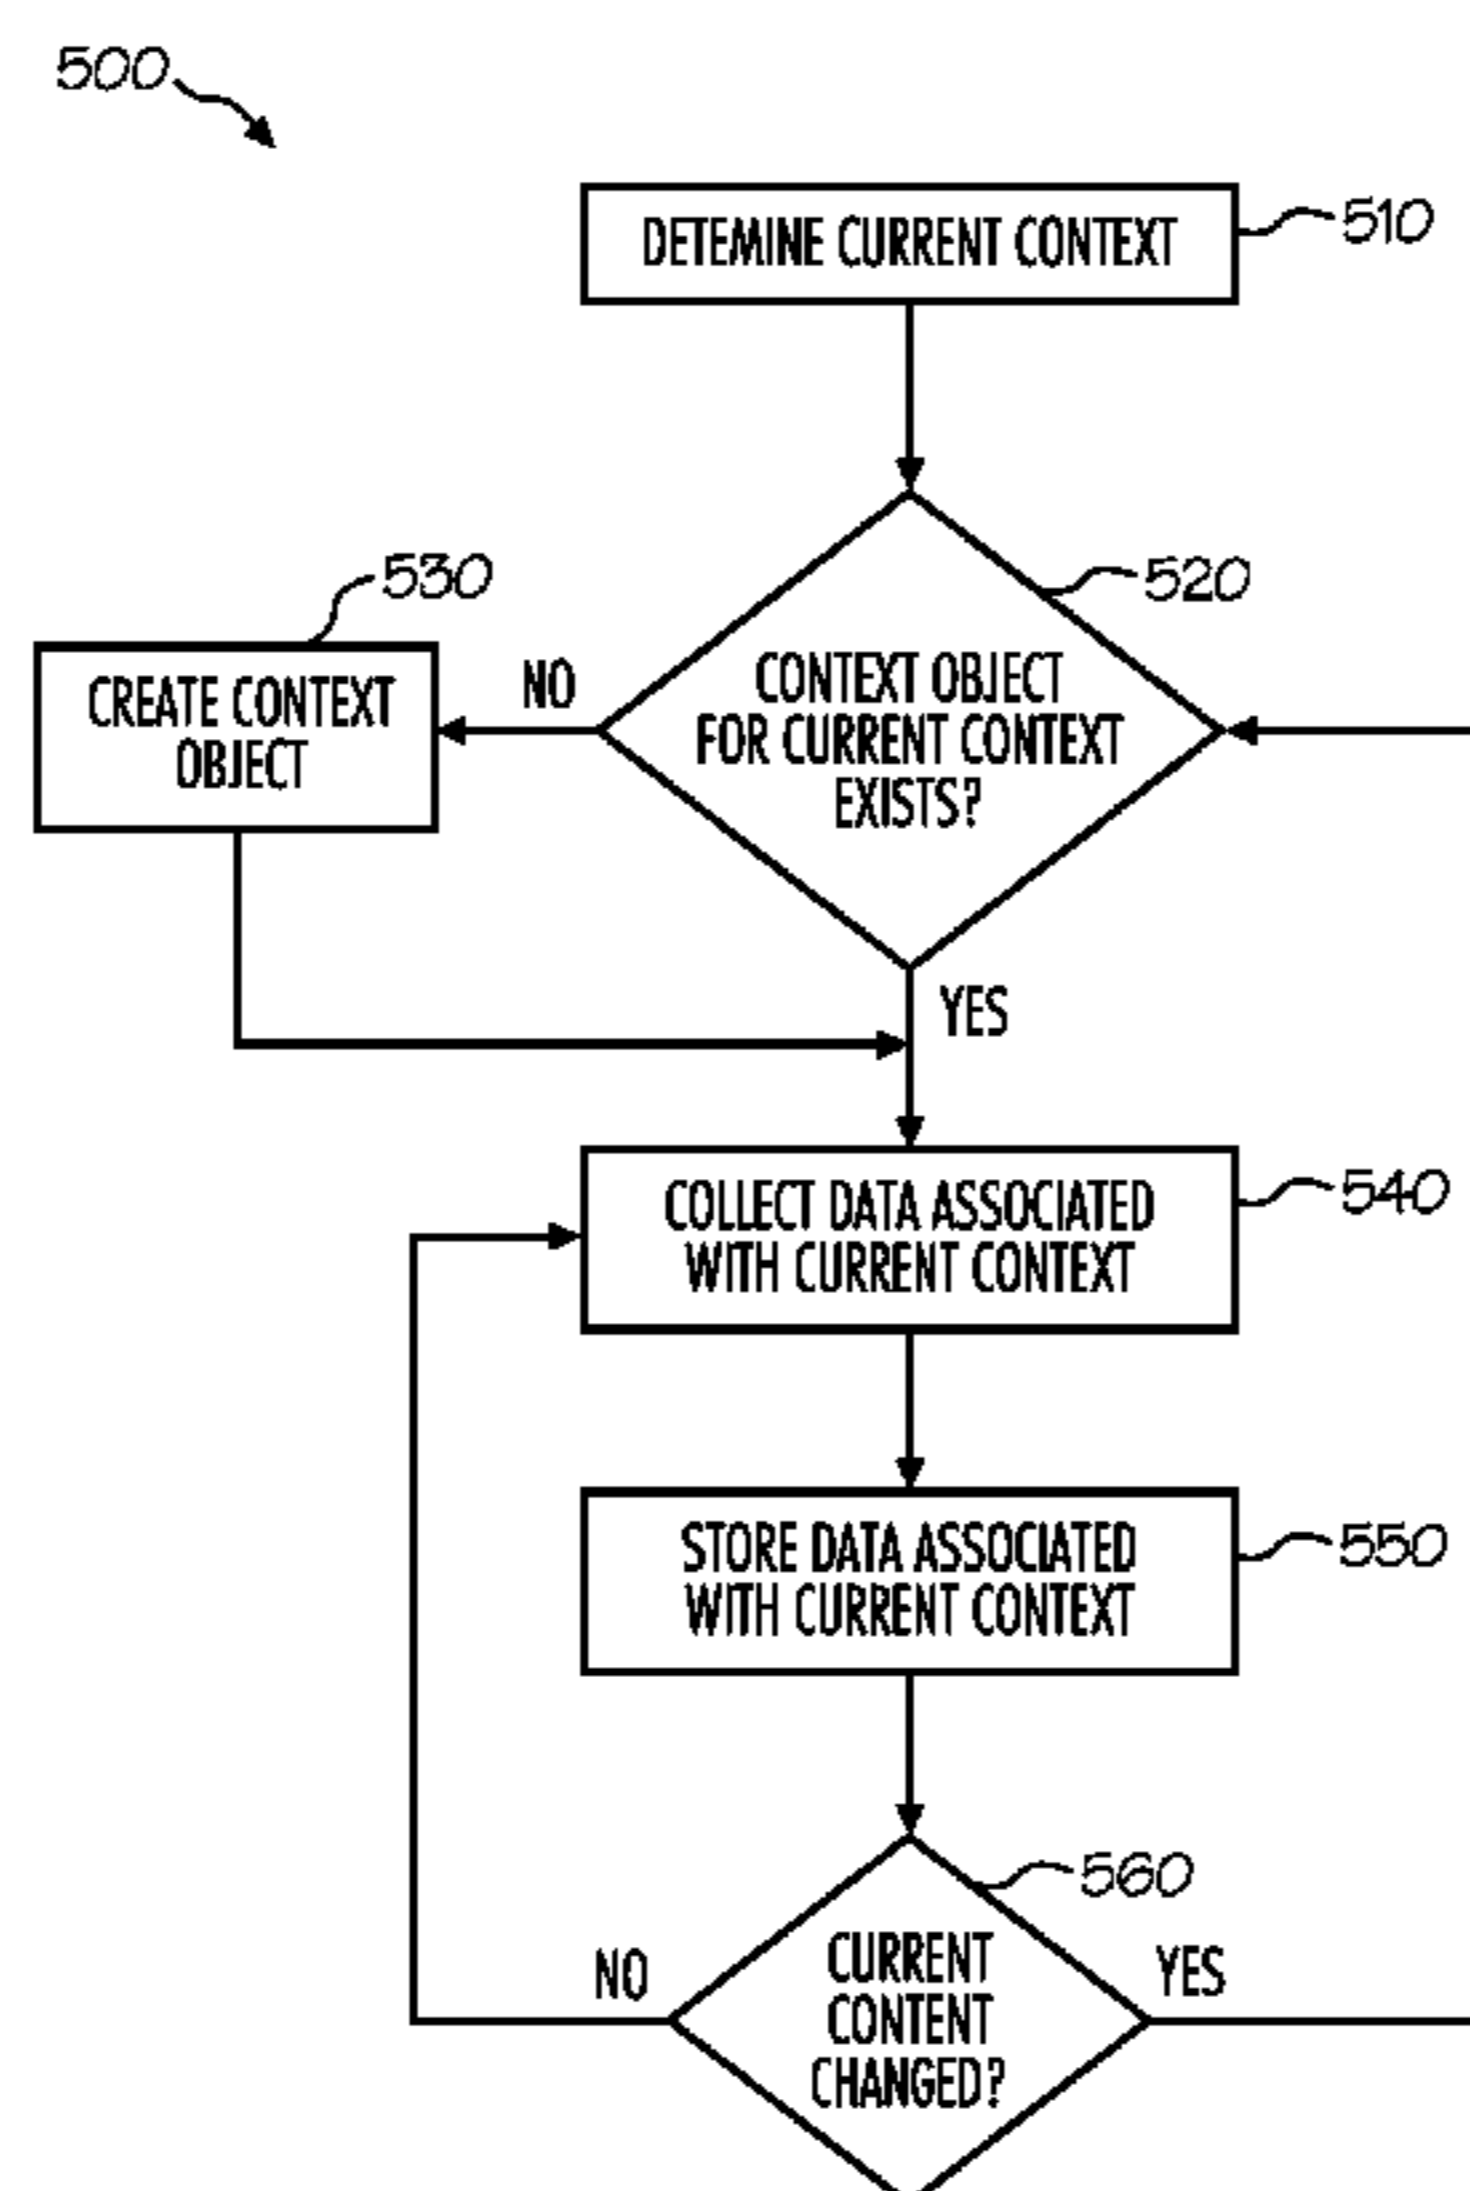 500
DETEMINE CURRENT CONTEXT
510
520
530
CONTEXT OBJECT
FOR CURRENT CONTEXT
EXISTS?
NO
CREATE CONTEXT
OBJECT
YES
COLLECT DATA ASSOCIATED
WITH CURRENT CONTEXT
540
STORE DATA ASSOCIATED
WITH CURRENT CONTEXT
550
560
CURRENT
CONTENT
CHANGED?
NO
YES